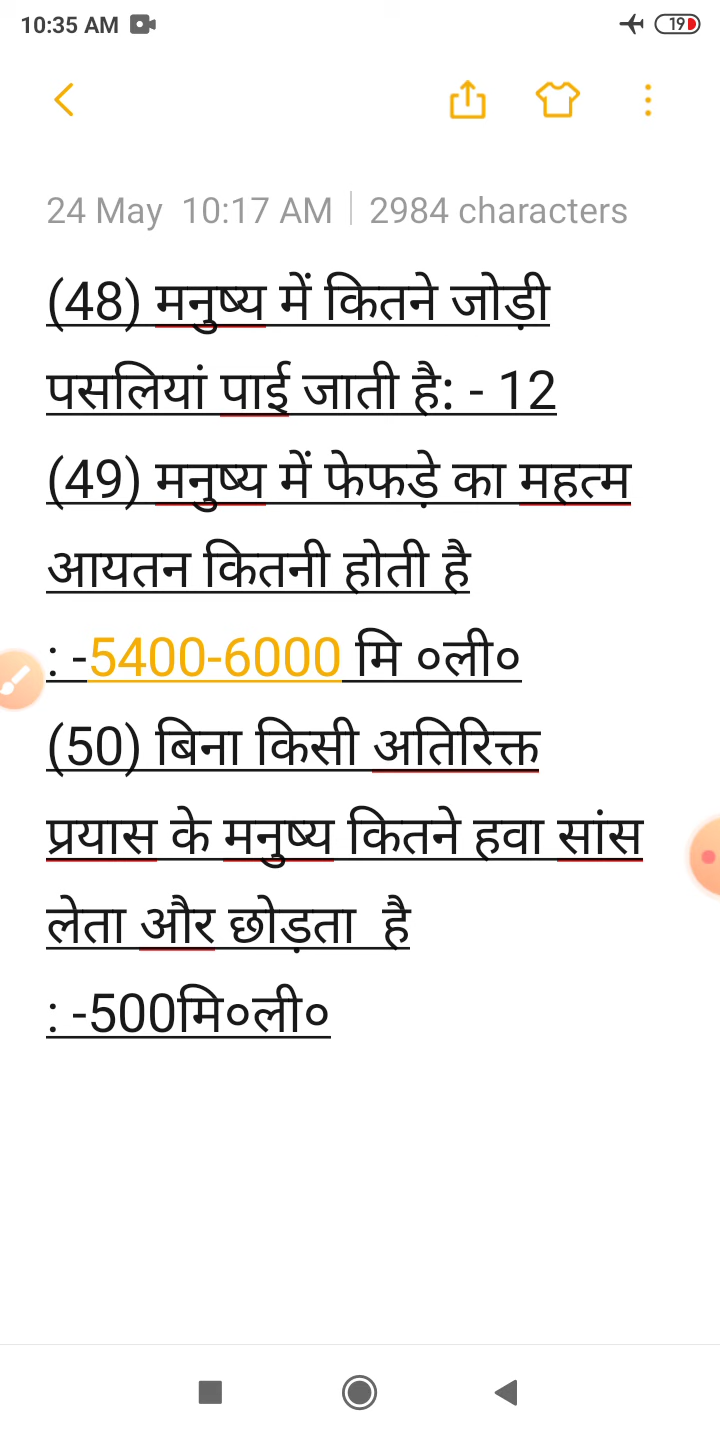 10:35 AM
19
24 May 10:17 AM | 2984 characters
(48) मनुष्य में कितने जोड़ी
पसलियां पाई जाती है: - 12
(49) मनुष्य में फेफड़े का महत्म
आयतन कितनी होती है
: -5400-6000 मि ०ली०
(50) बिना किसी अतिरिक्त
प्रयास के मनुष्य कितने हवा सांस
लेता और छोड़ता  है
: -500मि०ली०